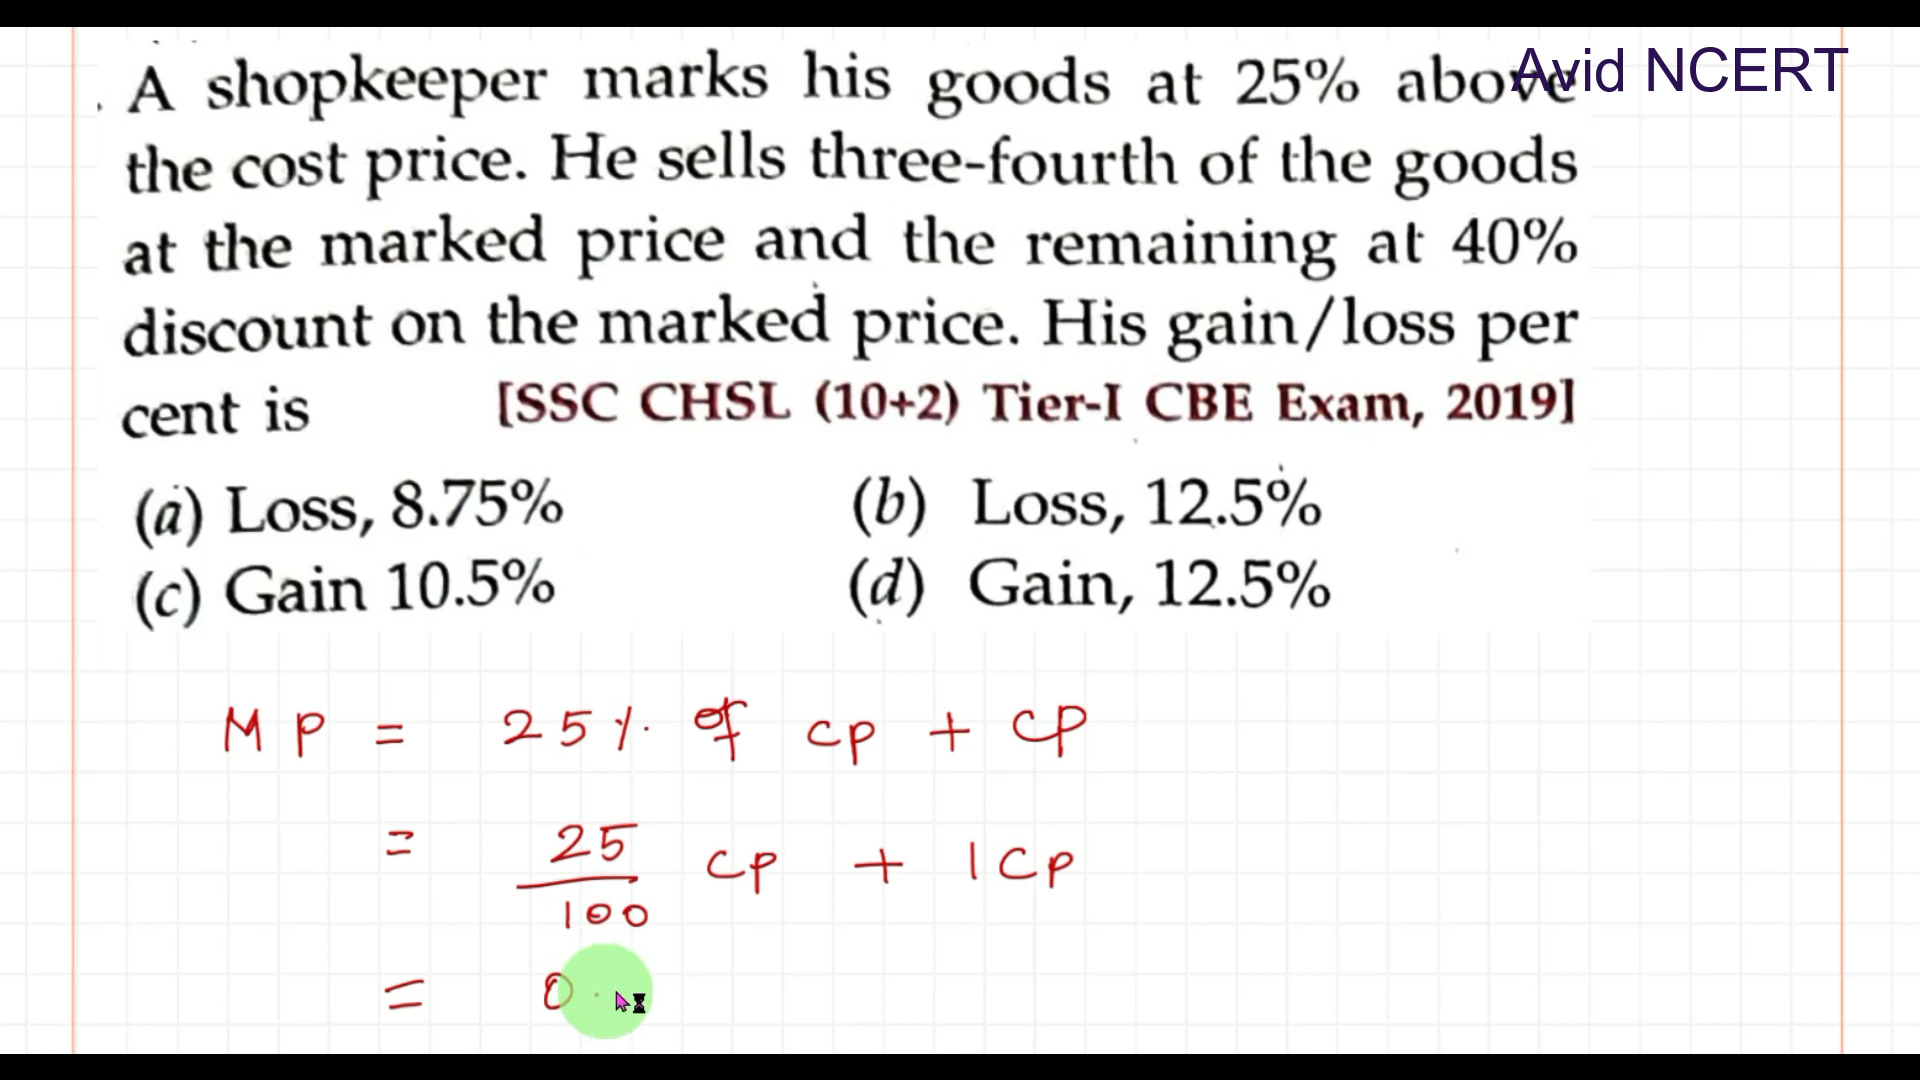 Avid NCERT
A shopkeeper marks his goods at 25% above
the cost price. He sells three-fourth of the goods
at the marked price and the remaining at 40%
discount on the marked price. His gain/loss per
cent is [SSC CHSL (10+2) Tier-I CBE Exam, 2019]
(a) Loss, 8.75% (b) Loss, 12.5%
(c) Gain 10.5% (d) Gain, 12.5%
MP = 25% of CP + CP
= 25/100 CP + 1CP
= 0.